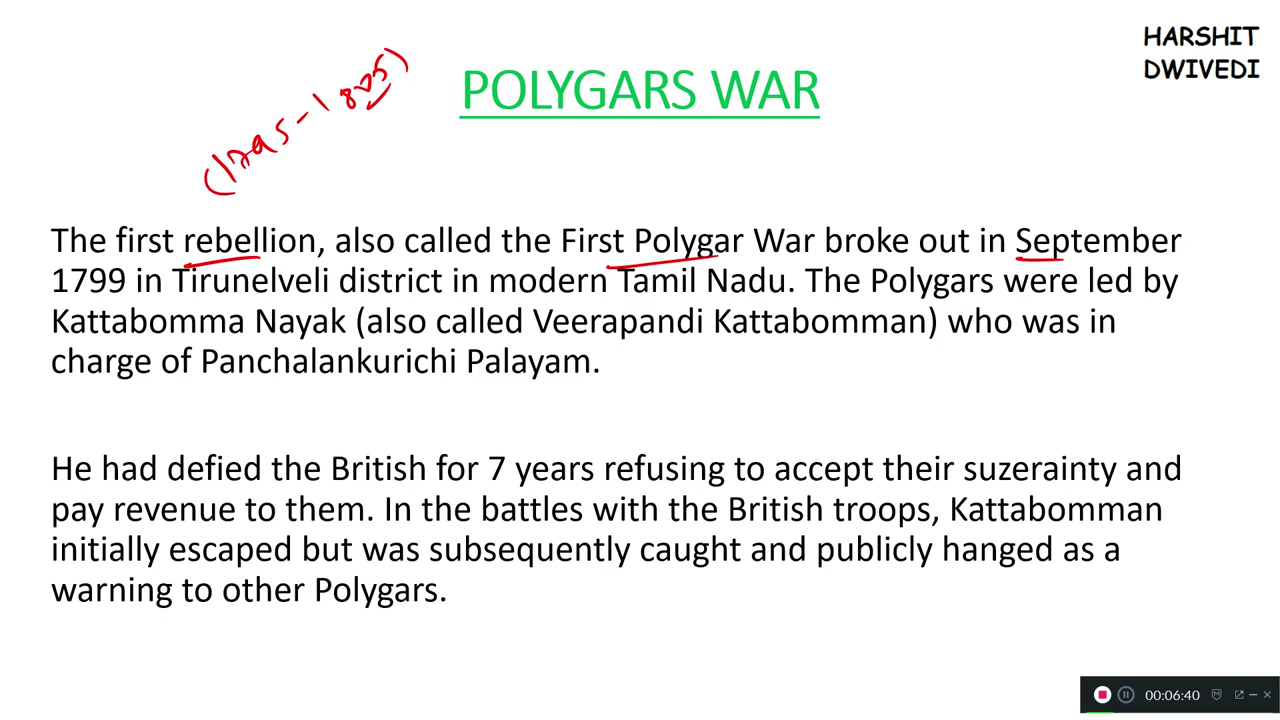 HARSHIT
DWIVEDI
POLYGARS WAR
(1795-1805)
The first rebellion, also called the First Polygar War broke out in September
1799 in Tirunelveli district in modern Tamil Nadu. The Polygars were led by
Kattabomma Nayak (also called Veerapandi Kattabomman) who was in
charge of Panchalankurichi Palayam.
He had defied the British for 7 years refusing to accept their suzerainty and
pay revenue to them. In the battles with the British troops, Kattabomman
initially escaped but was subsequently caught and publicly hanged as a
warning to other Polygars.
00:06:40